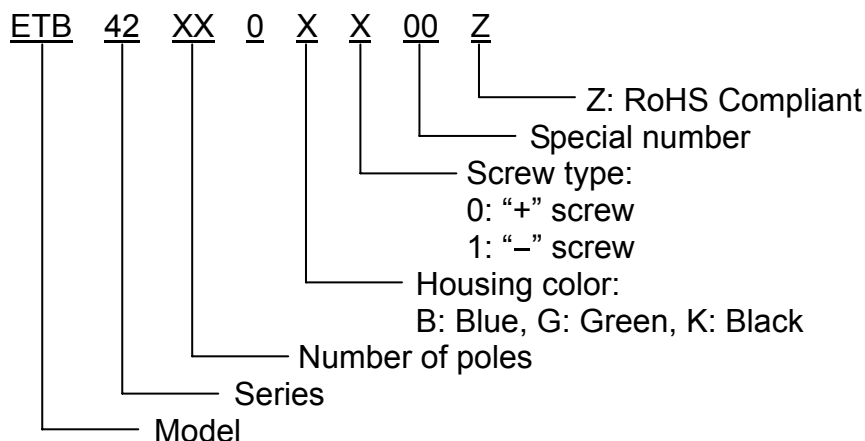 ETB 42 XX 0 X X 00 Z
Z: RoHS Compliant
Special number
Screw type:
0: “+” screw
1: “–” screw
Housing color:
B: Blue, G: Green, K: Black
Number of poles
Series
Model